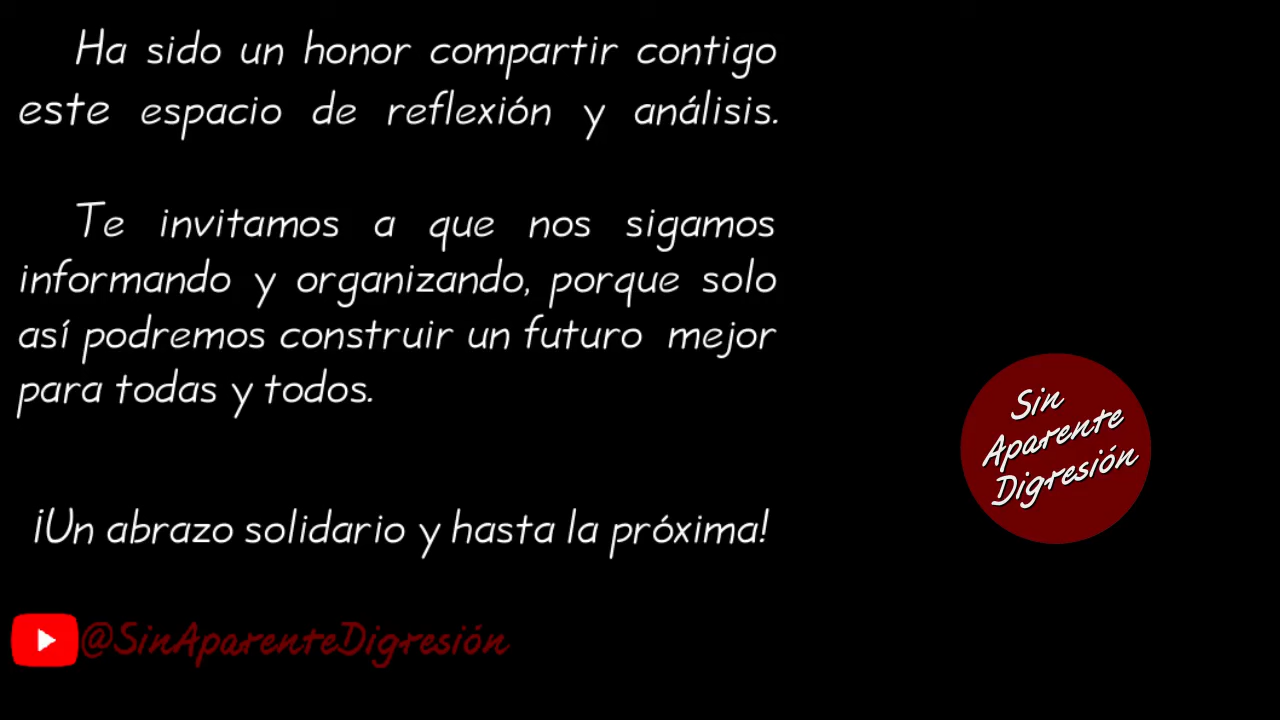 Ha sido un honor compartir contigo
este espacio de reflexión y análisis.
Te invitamos a que nos sigamos
informando y organizando, porque solo
así podremos construir un futuro mejor
para todas y todos.
¡Un abrazo solidario y hasta la próxima!
@SinAparenteDigresión
Sin
Aparente
Digresión